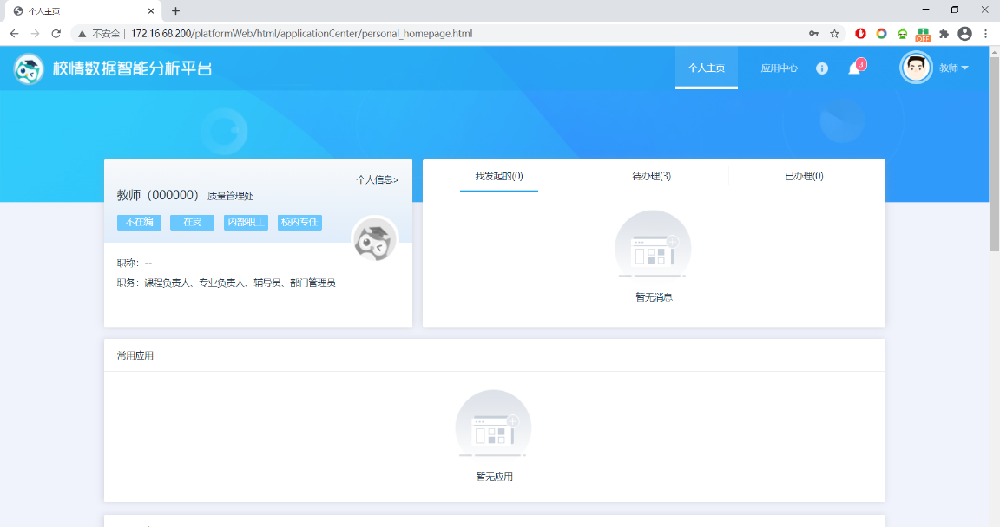 个人主页
不安全 | 172.16.68.200/platformWeb/html/applicationCenter/personal_homepage.html
OFF
校情数据智能分析平台
个人主页
应用中心
3
教师
个人信息>
教师（000000） 质量管理处
不在编 在岗 内部职工 校内专任
职称：--
职务：课程负责人、专业负责人、辅导员、部门管理员
我发起的(0)
待办理(3)
已办理(0)
暂无消息
常用应用
暂无应用